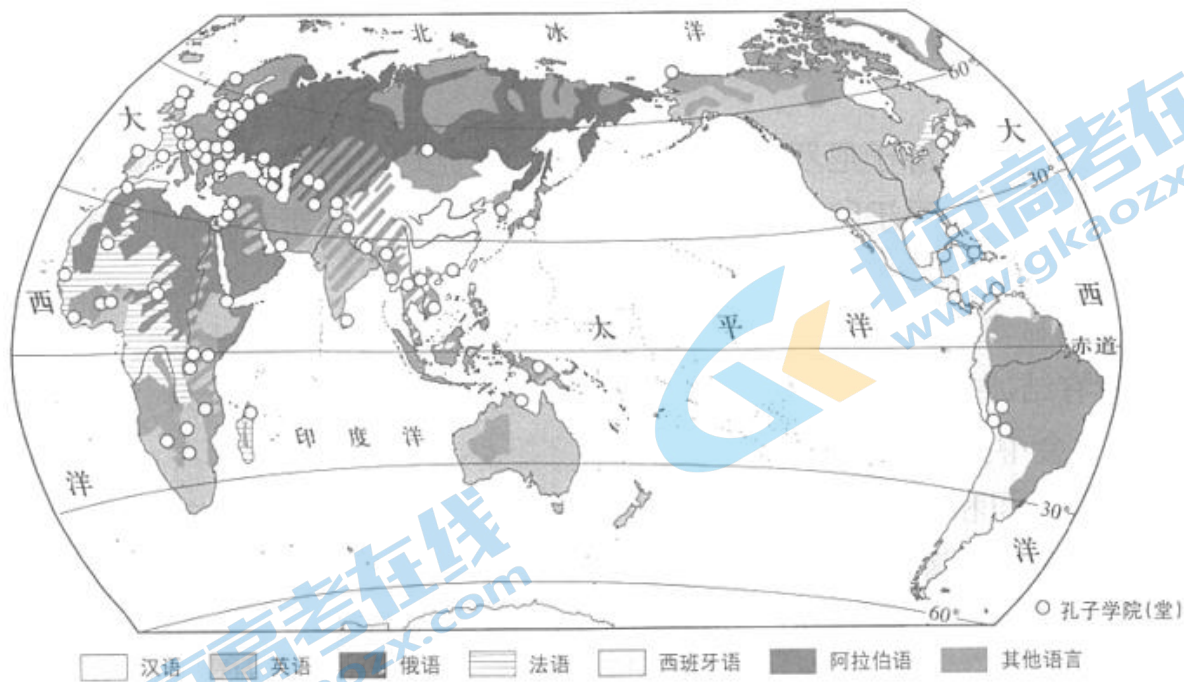 北冰洋
60°
大
大
30°
西
太平洋
西
赤道
印度洋
洋
30°
洋
60°
孔子学院(堂)
汉语 英语 俄语 法语 西班牙语 阿拉伯语 其他语言
北京高考在
www.gkaozx
京高考在线
zx.com